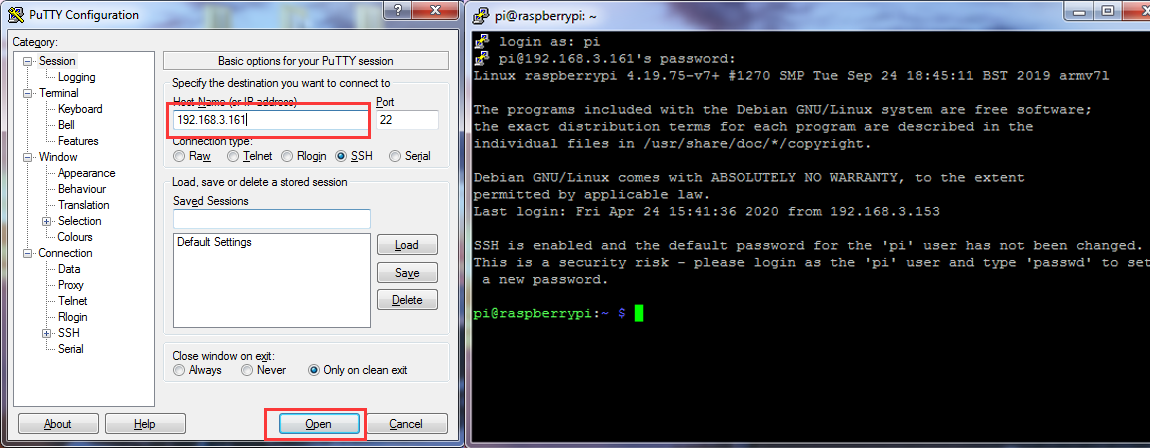 PuTTY Configuration
?
X
Category:
Session
Logging
Terminal
Keyboard
Bell
Features
Window
Appearance
Behaviour
Translation
Selection
Colours
Connection
Data
Proxy
Telnet
Rlogin
SSH
Serial
Basic options for your PuTTY session
Specify the destination you want to connect to
Host Name (or IP address)
Port
192.168.3.161
22
Connection type:
Raw
Telnet
Rlogin
SSH
Serial
Load, save or delete a stored session
Saved Sessions
Default Settings
Load
Save
Delete
Close window on exit:
Always
Never
Only on clean exit
About
Help
Open
Cancel
pi@raspberrypi: ~
login as: pi
pi@192.168.3.161's password:
Linux raspberrypi 4.19.75-v7+ #1270 SMP Tue Sep 24 18:45:11 BST 2019 armv7l
The programs included with the Debian GNU/Linux system are free software;
the exact distribution terms for each program are described in the
individual files in /usr/share/doc/*/copyright.
Debian GNU/Linux comes with ABSOLUTELY NO WARRANTY, to the extent
permitted by applicable law.
Last login: Fri Apr 24 15:41:36 2020 from 192.168.3.153
SSH is enabled and the default password for the 'pi' user has not been changed.
This is a security risk - please login as the 'pi' user and type 'passwd' to set
a new password.
pi@raspberrypi:~ $